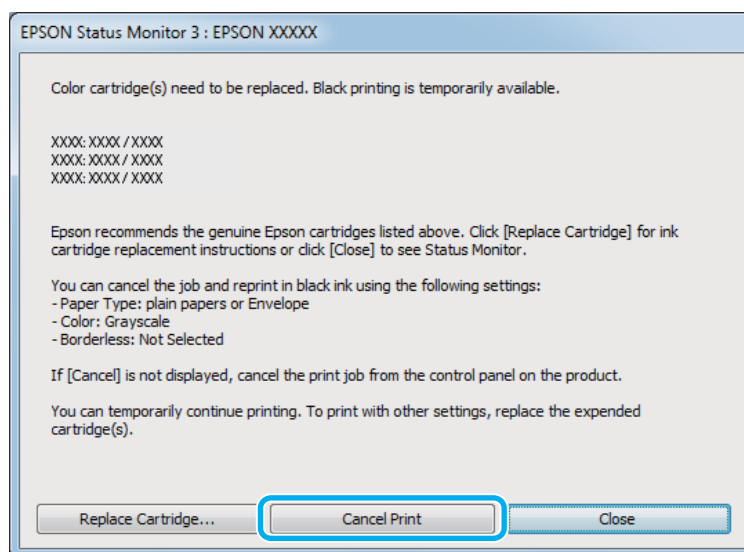 EPSON Status Monitor 3 : EPSON XXXXX
Color cartridge(s) need to be replaced. Black printing is temporarily available.
XXXX: XXXX / XXXX
XXXX: XXXX / XXXX
XXXX: XXXX / XXXX
Epson recommends the genuine Epson cartridges listed above. Click [Replace Cartridge] for ink
cartridge replacement instructions or click [Close] to see Status Monitor.
You can cancel the job and reprint in black ink using the following settings:
- Paper Type: plain papers or Envelope
- Color: Grayscale
- Borderless: Not Selected
If [Cancel] is not displayed, cancel the print job from the control panel on the product.
You can temporarily continue printing. To print with other settings, replace the expended
cartridge(s).
Replace Cartridge... Cancel Print Close